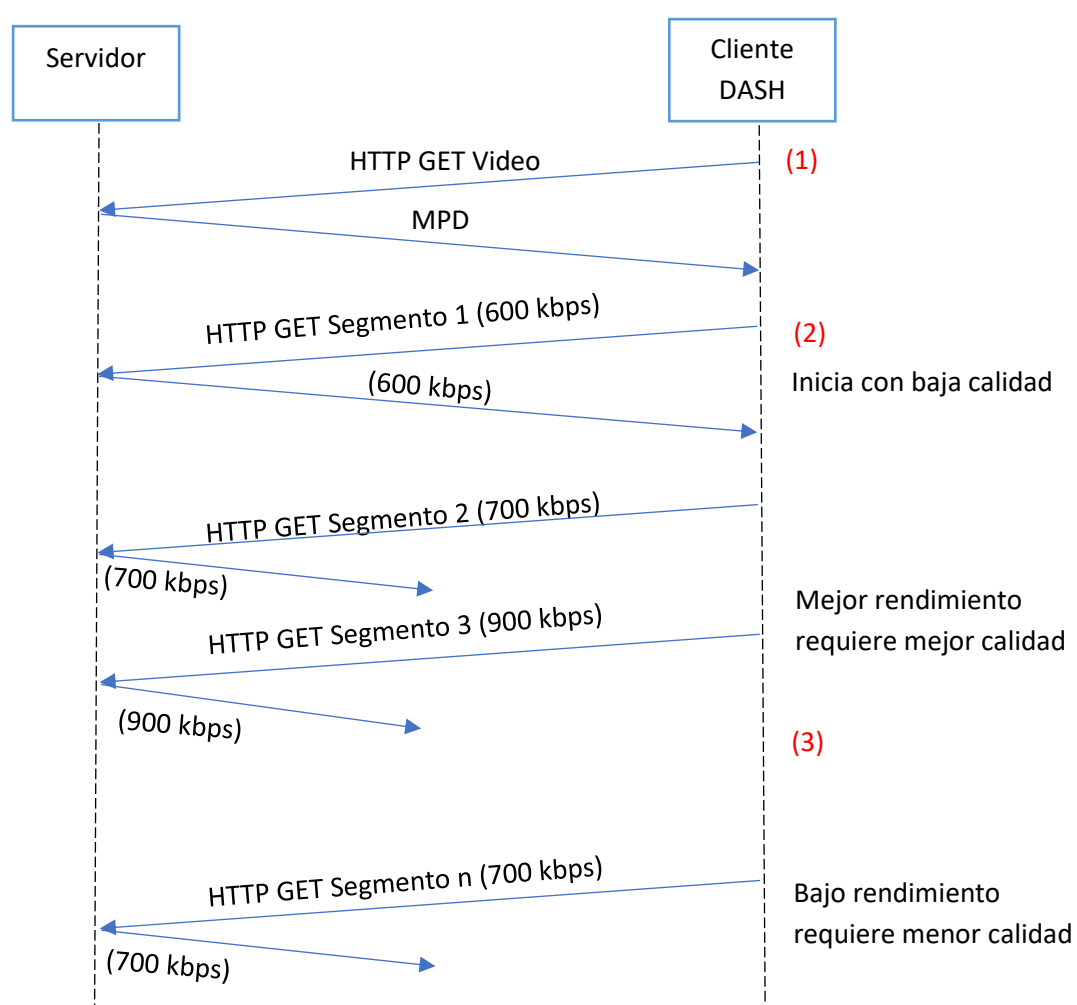 Servidor
Cliente
DASH
HTTP GET Video
(1)
MPD
HTTP GET Segmento 1 (600 kbps)
(2)
(600 kbps)
Inicia con baja calidad
HTTP GET Segmento 2 (700 kbps)
(700 kbps)
Mejor rendimiento
requiere mejor calidad
HTTP GET Segmento 3 (900 kbps)
(900 kbps)
(3)
HTTP GET Segmento n (700 kbps)
Bajo rendimiento
requiere menor calidad
(700 kbps)